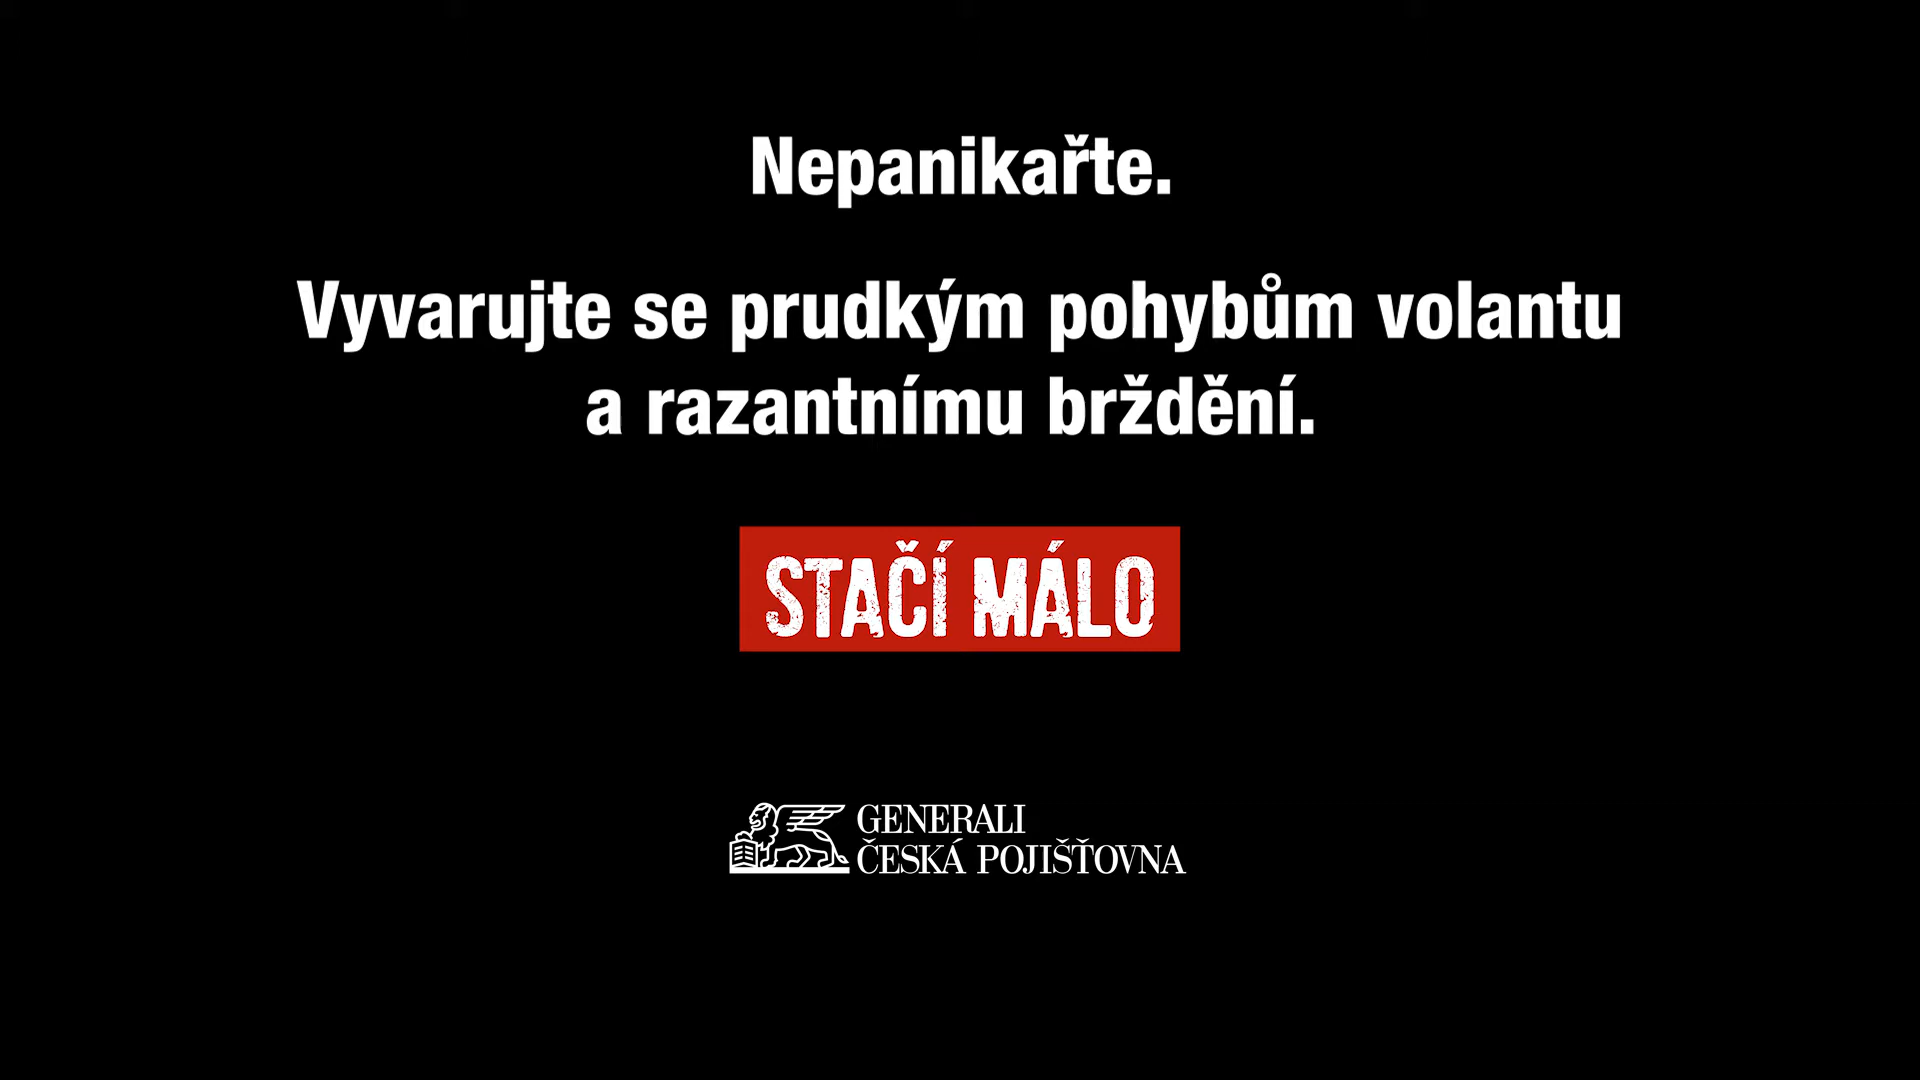 Nepanikařte.
Vyvarujte se prudkým pohybům volantu
a razantnímu brždění.
STAČÍ MÁLO
GENERALI
ČESKÁ POJIŠŤOVNA